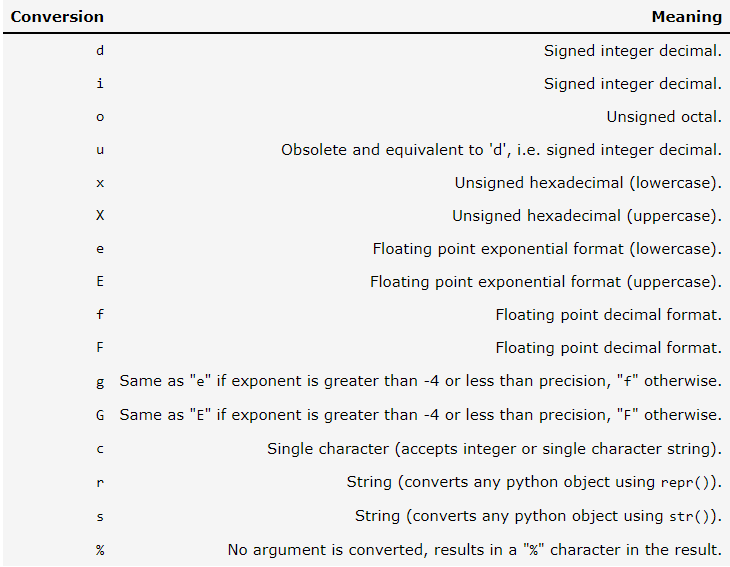 Conversion Meaning
d Signed integer decimal.
i Signed integer decimal.
o Unsigned octal.
u Obsolete and equivalent to 'd', i.e. signed integer decimal.
x Unsigned hexadecimal (lowercase).
X Unsigned hexadecimal (uppercase).
e Floating point exponential format (lowercase).
E Floating point exponential format (uppercase).
f Floating point decimal format.
F Floating point decimal format.
g Same as "e" if exponent is greater than -4 or less than precision, "f" otherwise.
G Same as "E" if exponent is greater than -4 or less than precision, "F" otherwise.
c Single character (accepts integer or single character string).
r String (converts any python object using repr()).
s String (converts any python object using str()).
% No argument is converted, results in a "%" character in the result.